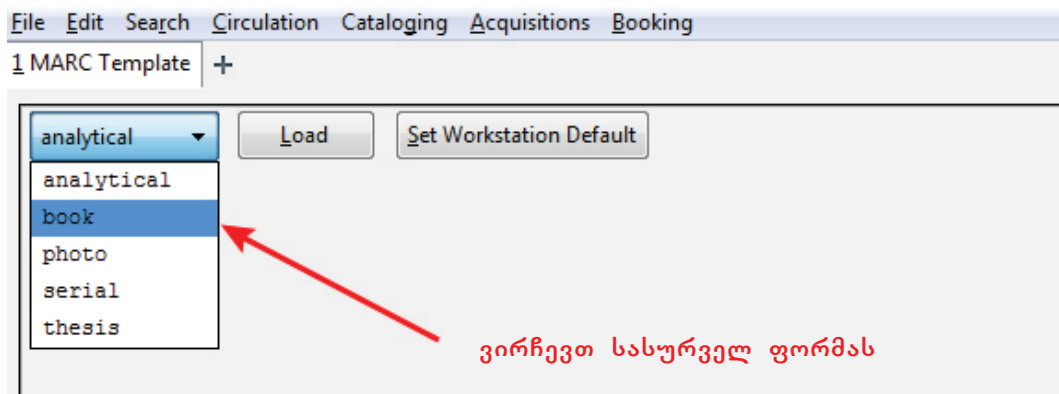 File Edit Search Circulation Cataloging Acquisitions Booking
1 MARC Template +
analytical Load Set Workstation Default
analytical
book
photo
serial
thesis
ვირჩევთ სასურველ ფორმას